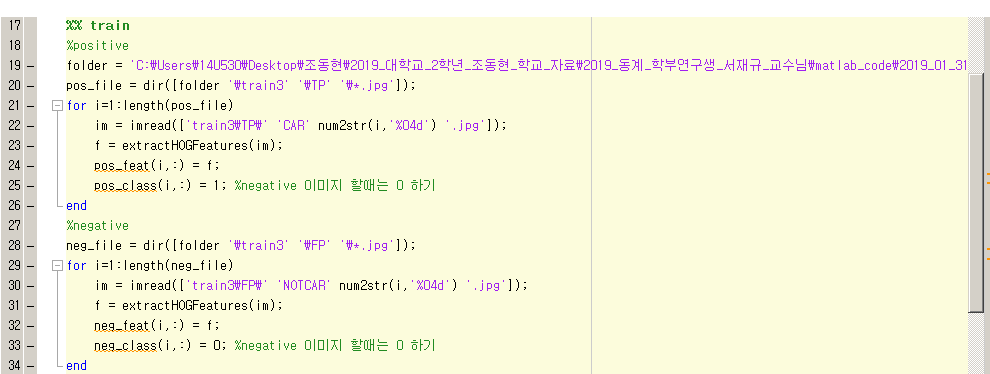 17 %% train
18 %positive
19 – folder = 'C:₩Users₩14U530₩Desktop₩조동현₩2019_대학교_2학년_조동현_학교_자료₩2019_동계_학부연구생_서재규_교수님₩matlab_code₩2019_01_31
20 – pos_file = dir([folder '₩train3' '₩TP' '₩*.jpg']);
21 – for i=1:length(pos_file)
22 – im = imread(['train3₩TP₩' 'CAR' num2str(i,'%04d') '.jpg']);
23 – f = extractHOGFeatures(im);
24 – pos_feat(i,:) = f;
25 – pos_class(i,:) = 1; %negative 이미지 할때는 0 하기
26 – end
27 %negative
28 – neg_file = dir([folder '₩train3' '₩FP' '₩*.jpg']);
29 – for i=1:length(neg_file)
30 – im = imread(['train3₩FP₩' 'NOTCAR' num2str(i,'%04d') '.jpg']);
31 – f = extractHOGFeatures(im);
32 – neg_feat(i,:) = f;
33 – neg_class(i,:) = 0; %negative 이미지 할때는 0 하기
34 – end